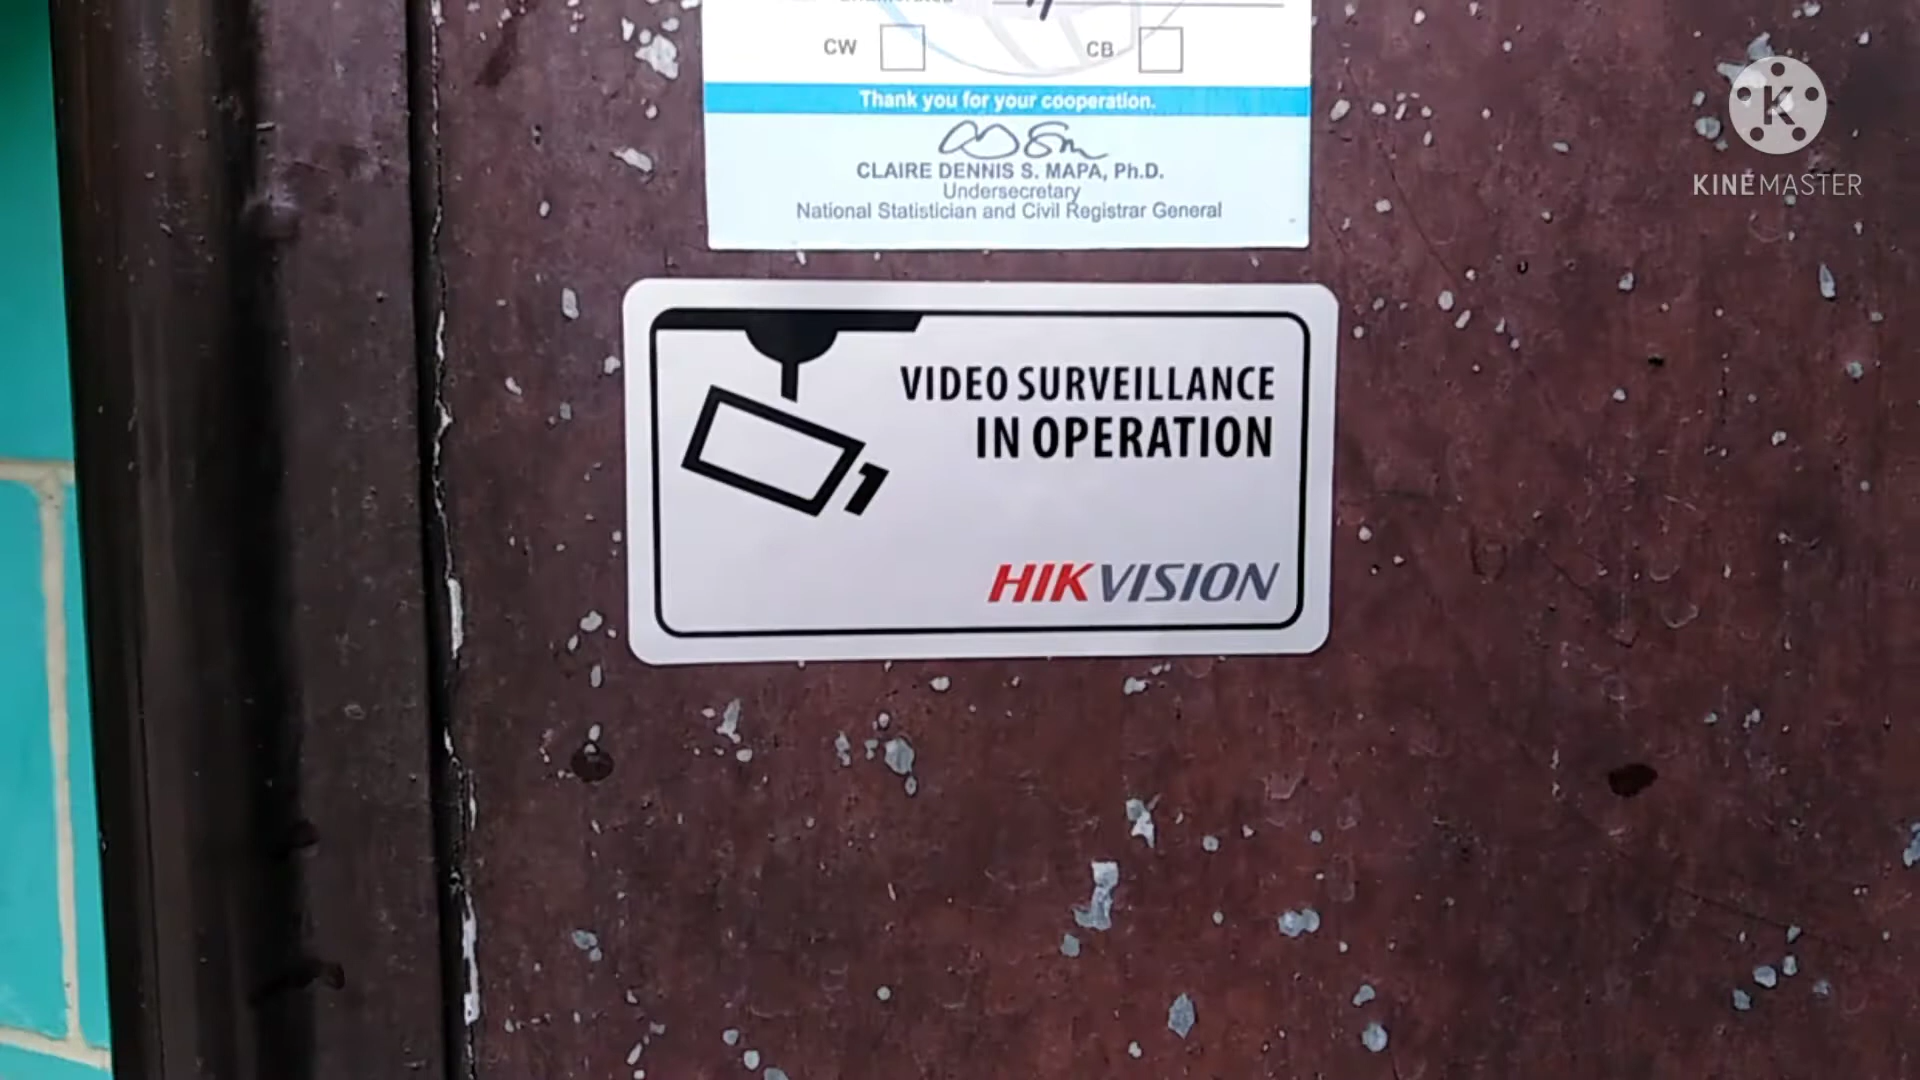 CW CB
Thank you for your cooperation.
CLAIRE DENNIS S. MAPA, Ph.D.
Undersecretary
National Statistician and Civil Registrar General
VIDEO SURVEILLANCE
IN OPERATION
HIKVISION
K
KINEMASTER